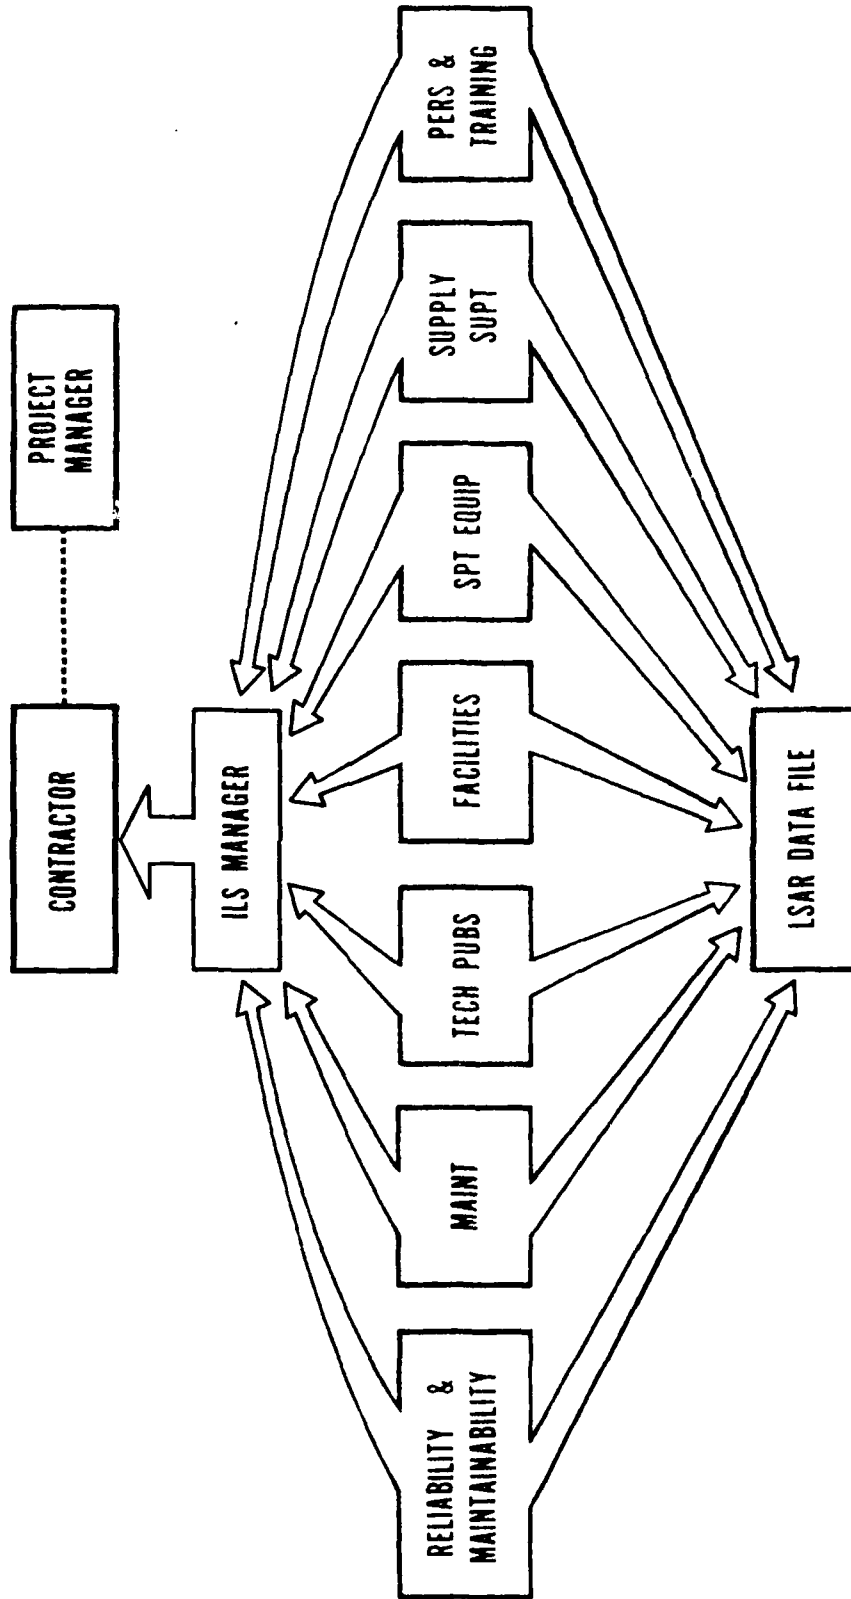 PROJECT
MANAGER
CONTRACTOR
ILS MANAGER
RELIABILITY &
MAINTAINABILITY
MAINT
TECH PUBS
FACILITIES
SPT EQUIP
SUPPLY
SUPT
PERS &
TRAINING
LSAR DATA FILE